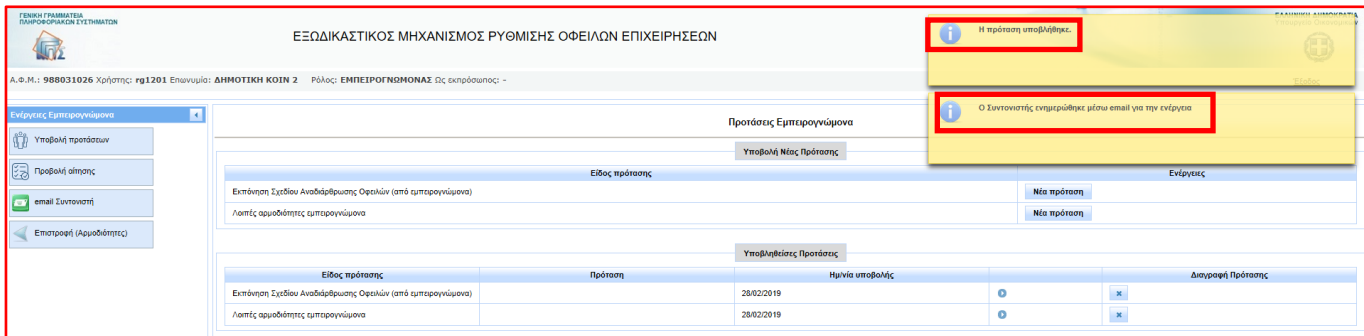 ΓΕΝΙΚΗ ΓΡΑΜΜΑΤΕΙΑ
ΠΛΗΡΟΦΟΡΙΑΚΩΝ ΣΥΣΤΗΜΑΤΩΝ
ΕΞΩΔΙΚΑΣΤΙΚΟΣ ΜΗΧΑΝΙΣΜΟΣ ΡΥΘΜΙΣΗΣ ΟΦΕΙΛΩΝ ΕΠΙΧΕΙΡΗΣΕΩΝ
ΕΛΛΗΝΙΚΗ ΔΗΜΟΚΡΑΤΙΑ
Η πρόταση υποβλήθηκε.
Α.Φ.Μ.: 988031026 Χρήστης: rg1201 Επωνυμία: ΔΗΜΟΤΙΚΗ ΚΟΙΝ 2 Ρόλος: ΕΜΠΕΙΡΟΓΝΩΜΟΝΑΣ Ως εκπρόσωπος: -
Έξοδος
Ο Συντονιστής ενημερώθηκε μέσω email για την ενέργεια
Ενέργειες Εμπειρογνώμονα
Υποβολή προτάσεων
Προβολή αίτησης
email Συντονιστή
Επιστροφή (Αρμοδιότητες)
Προτάσεις Εμπειρογνώμονα
Υποβολή Νέας Πρότασης
Είδος πρότασης Ενέργειες
Εκπόνηση Σχεδίου Αναδιάρθρωσης Οφειλών (από εμπειρογνώμονα) Νέα πρόταση
Λοιπές αρμοδιότητες εμπειρογνώμονα Νέα πρόταση
Υποβληθείσες Προτάσεις
Είδος πρότασης Πρόταση Ημ/νία υποβολής Διαγραφή Πρότασης
Εκπόνηση Σχεδίου Αναδιάρθρωσης Οφειλών (από εμπειρογνώμονα) 28/02/2019
Λοιπές αρμοδιότητες εμπειρογνώμονα 28/02/2019